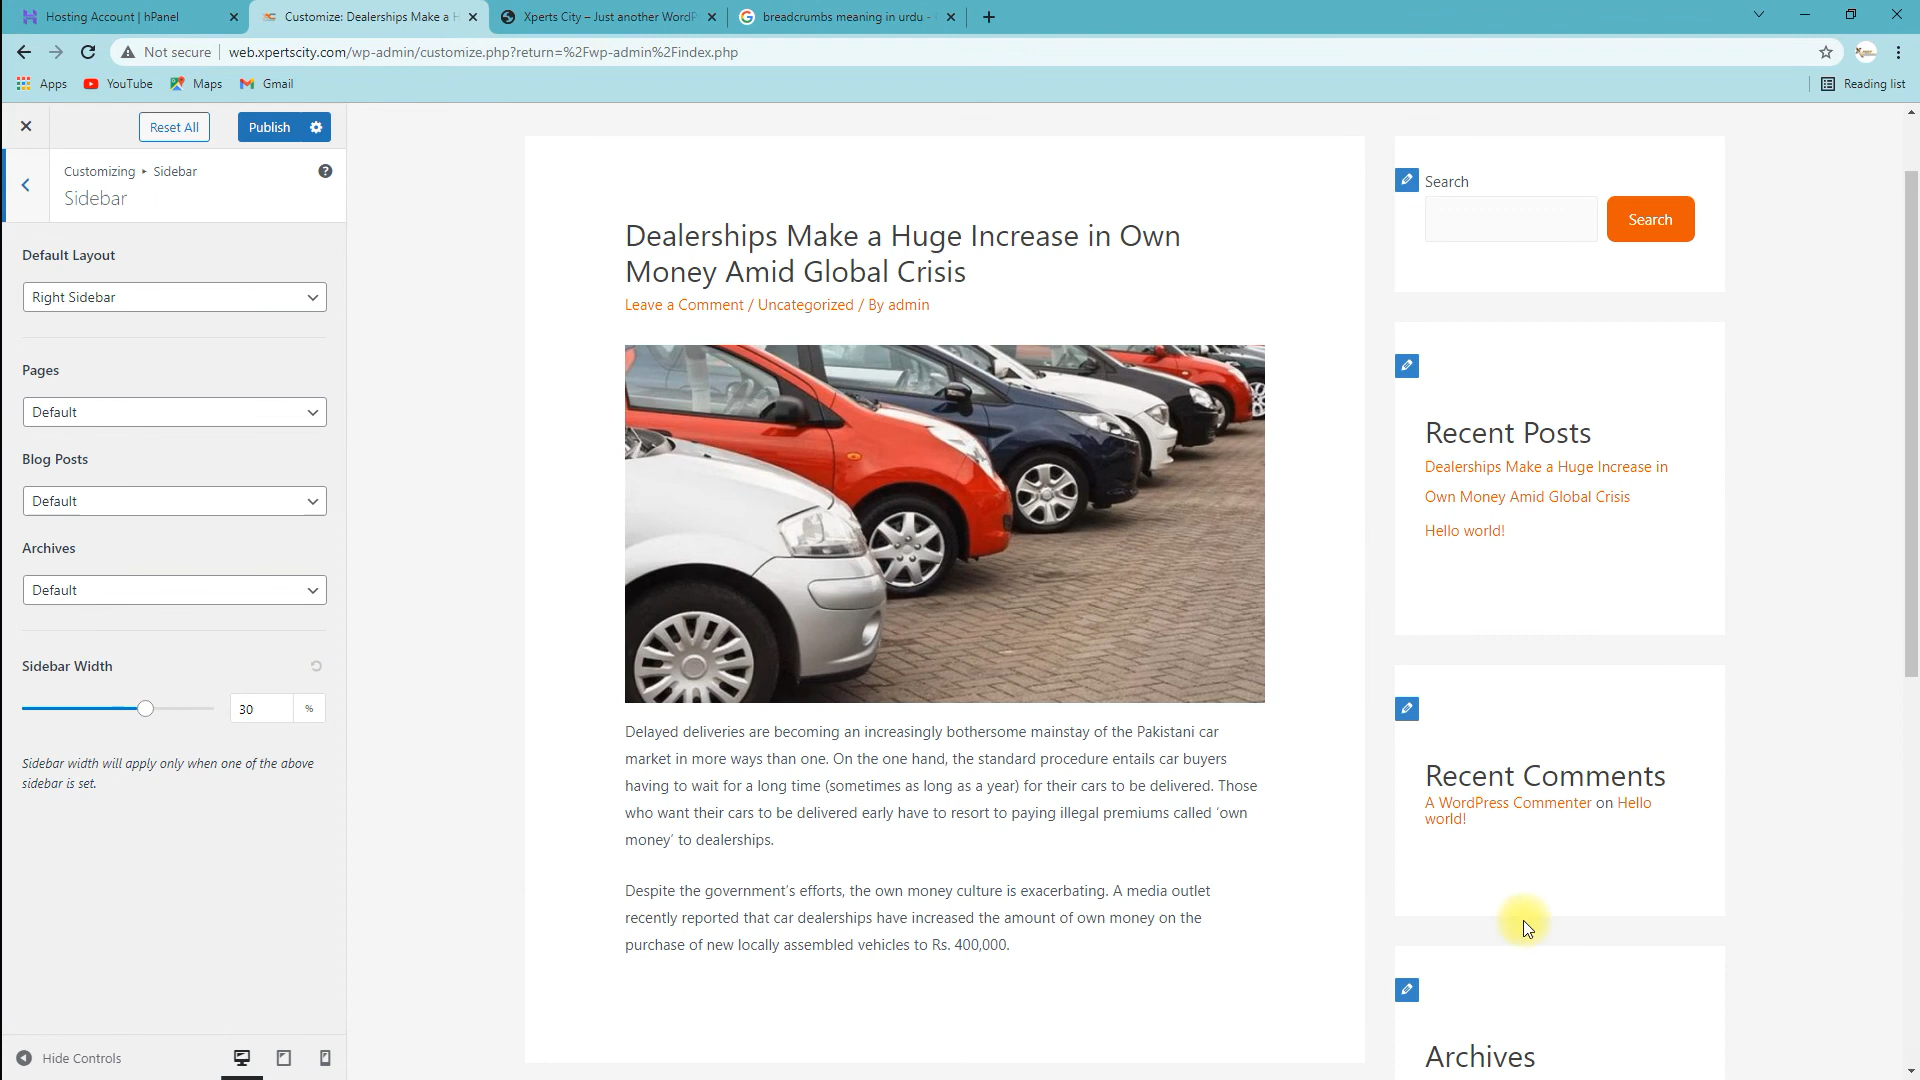 Hosting Account | hPanel
Customize: Dealerships Make a H
Xperts City – Just another WordP
breadcrumbs meaning in urdu -
Not secure
web.xpertscity.com/wp-admin/customize.php?return=%2Fwp-admin%2Findex.php
Apps
YouTube
Maps
Gmail
Reading list
Reset All
Publish
Customizing ▸ Sidebar
Sidebar
Default Layout
Right Sidebar
Pages
Default
Blog Posts
Default
Archives
Default
Sidebar Width
30
%
Sidebar width will apply only when one of the above
sidebar is set.
Hide Controls
Dealerships Make a Huge Increase in Own
Money Amid Global Crisis
Leave a Comment / Uncategorized / By admin
Delayed deliveries are becoming an increasingly bothersome mainstay of the Pakistani car
market in more ways than one. On the one hand, the standard procedure entails car buyers
having to wait for a long time (sometimes as long as a year) for their cars to be delivered. Those
who want their cars to be delivered early have to resort to paying illegal premiums called ‘own
money’ to dealerships.
Despite the government’s efforts, the own money culture is exacerbating. A media outlet
recently reported that car dealerships have increased the amount of own money on the
purchase of new locally assembled vehicles to Rs. 400,000.
Search
Search
Recent Posts
Dealerships Make a Huge Increase in
Own Money Amid Global Crisis
Hello world!
Recent Comments
A WordPress Commenter on Hello
world!
Archives